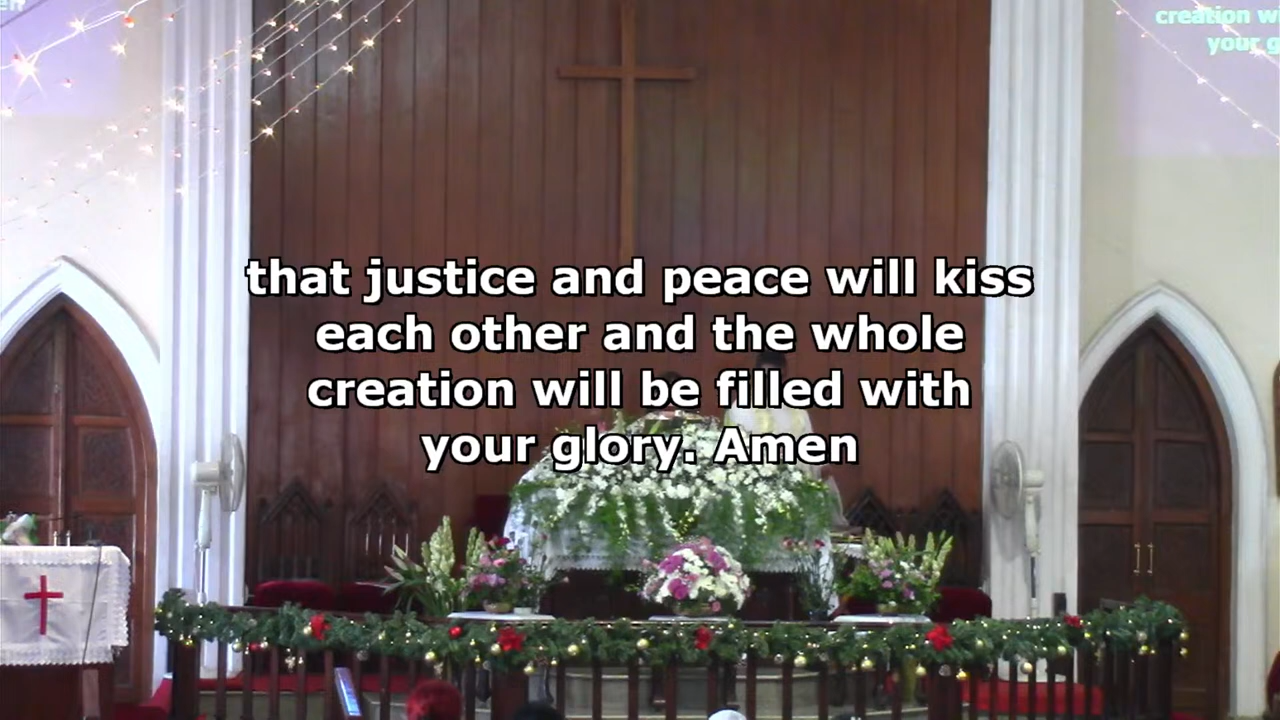 en
creation w
your g
that justice and peace will kiss
each other and the whole
creation will be filled with
your glory. Amen